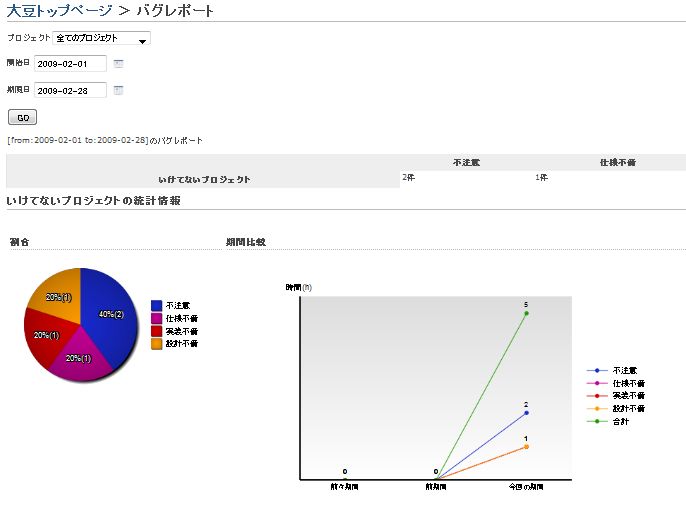 大豆トップページ > バグレポート
プロジェクト 全てのプロジェクト
開始日 2009-02-01
期限日 2009-02-28
GO
[from:2009-02-01 to:2009-02-28]のバグレポート
不注意 仕様不備
いけてないプロジェクト 2件 1件
いけてないプロジェクトの統計情報
割合 期間比較
20%(1)
40%(2)
20%(1)
20%(1)
不注意
仕様不備
実装不備
設計不備
時間(h)
5
2
1
0
0
前々期間 前期間 今回の期間
不注意
仕様不備
実装不備
設計不備
合計